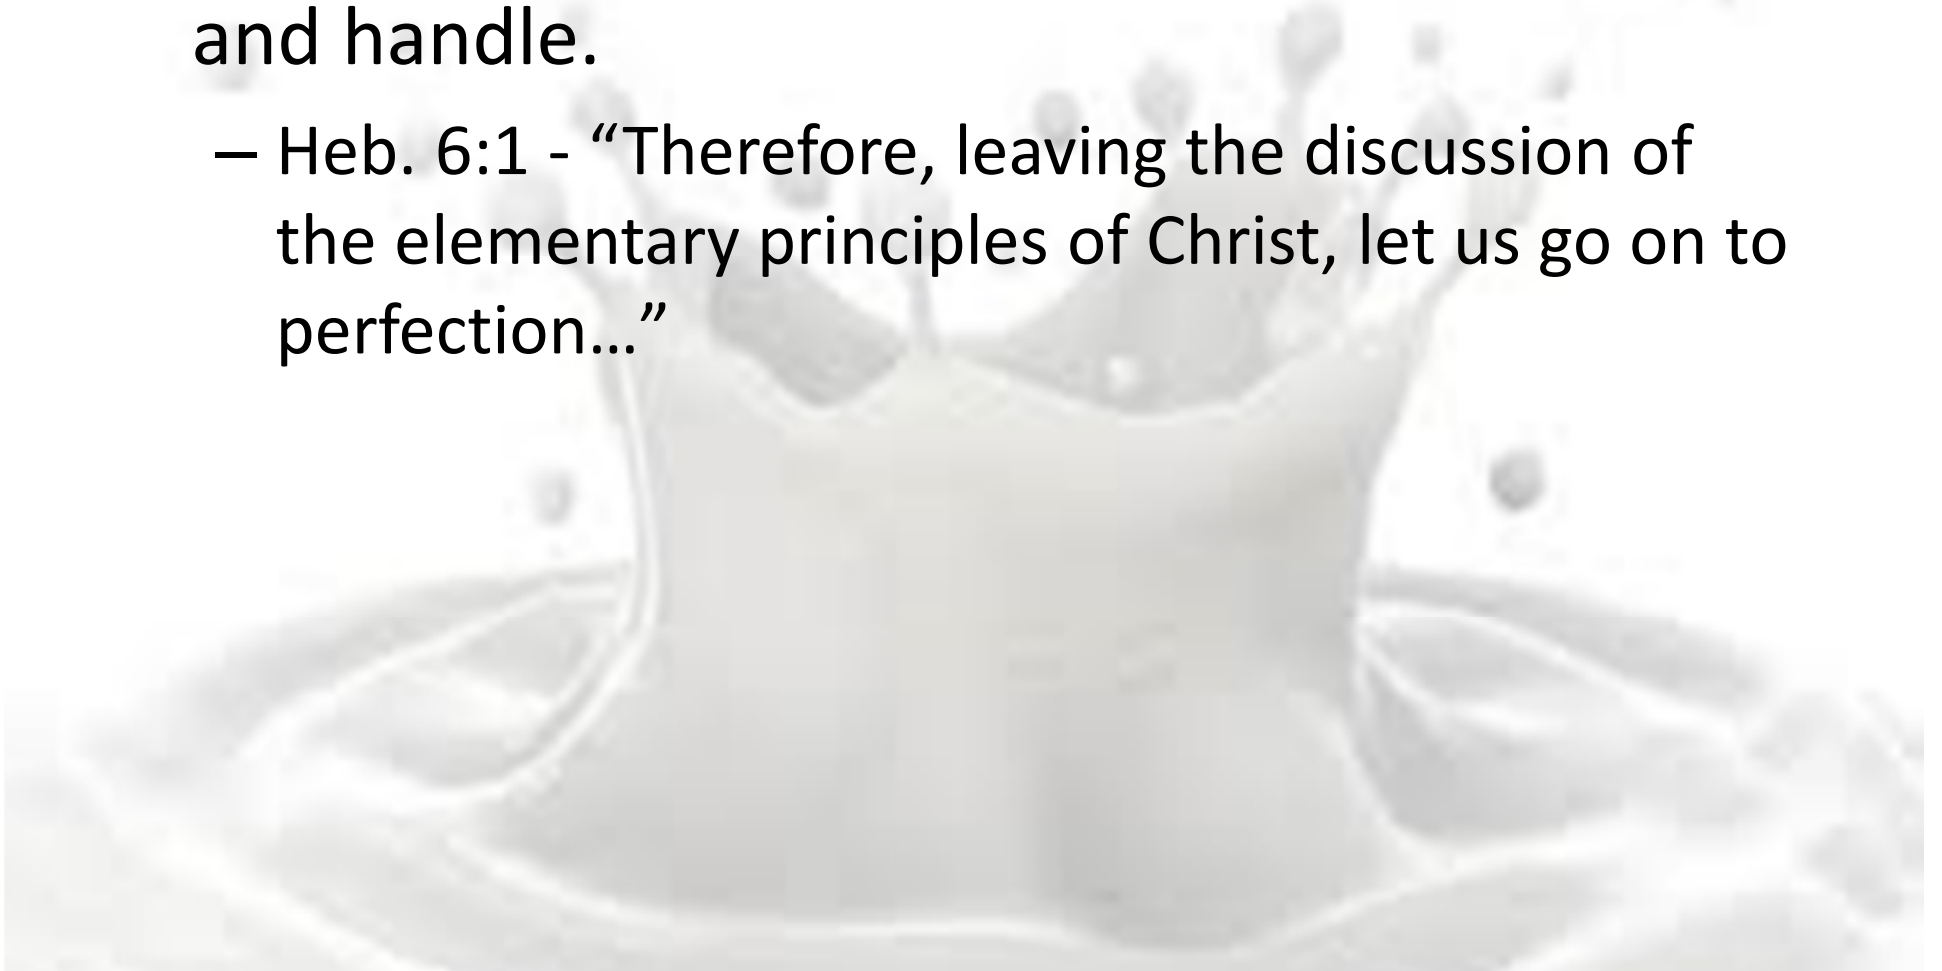 and handle.
– Heb. 6:1 - “Therefore, leaving the discussion of
the elementary principles of Christ, let us go on to
perfection…”